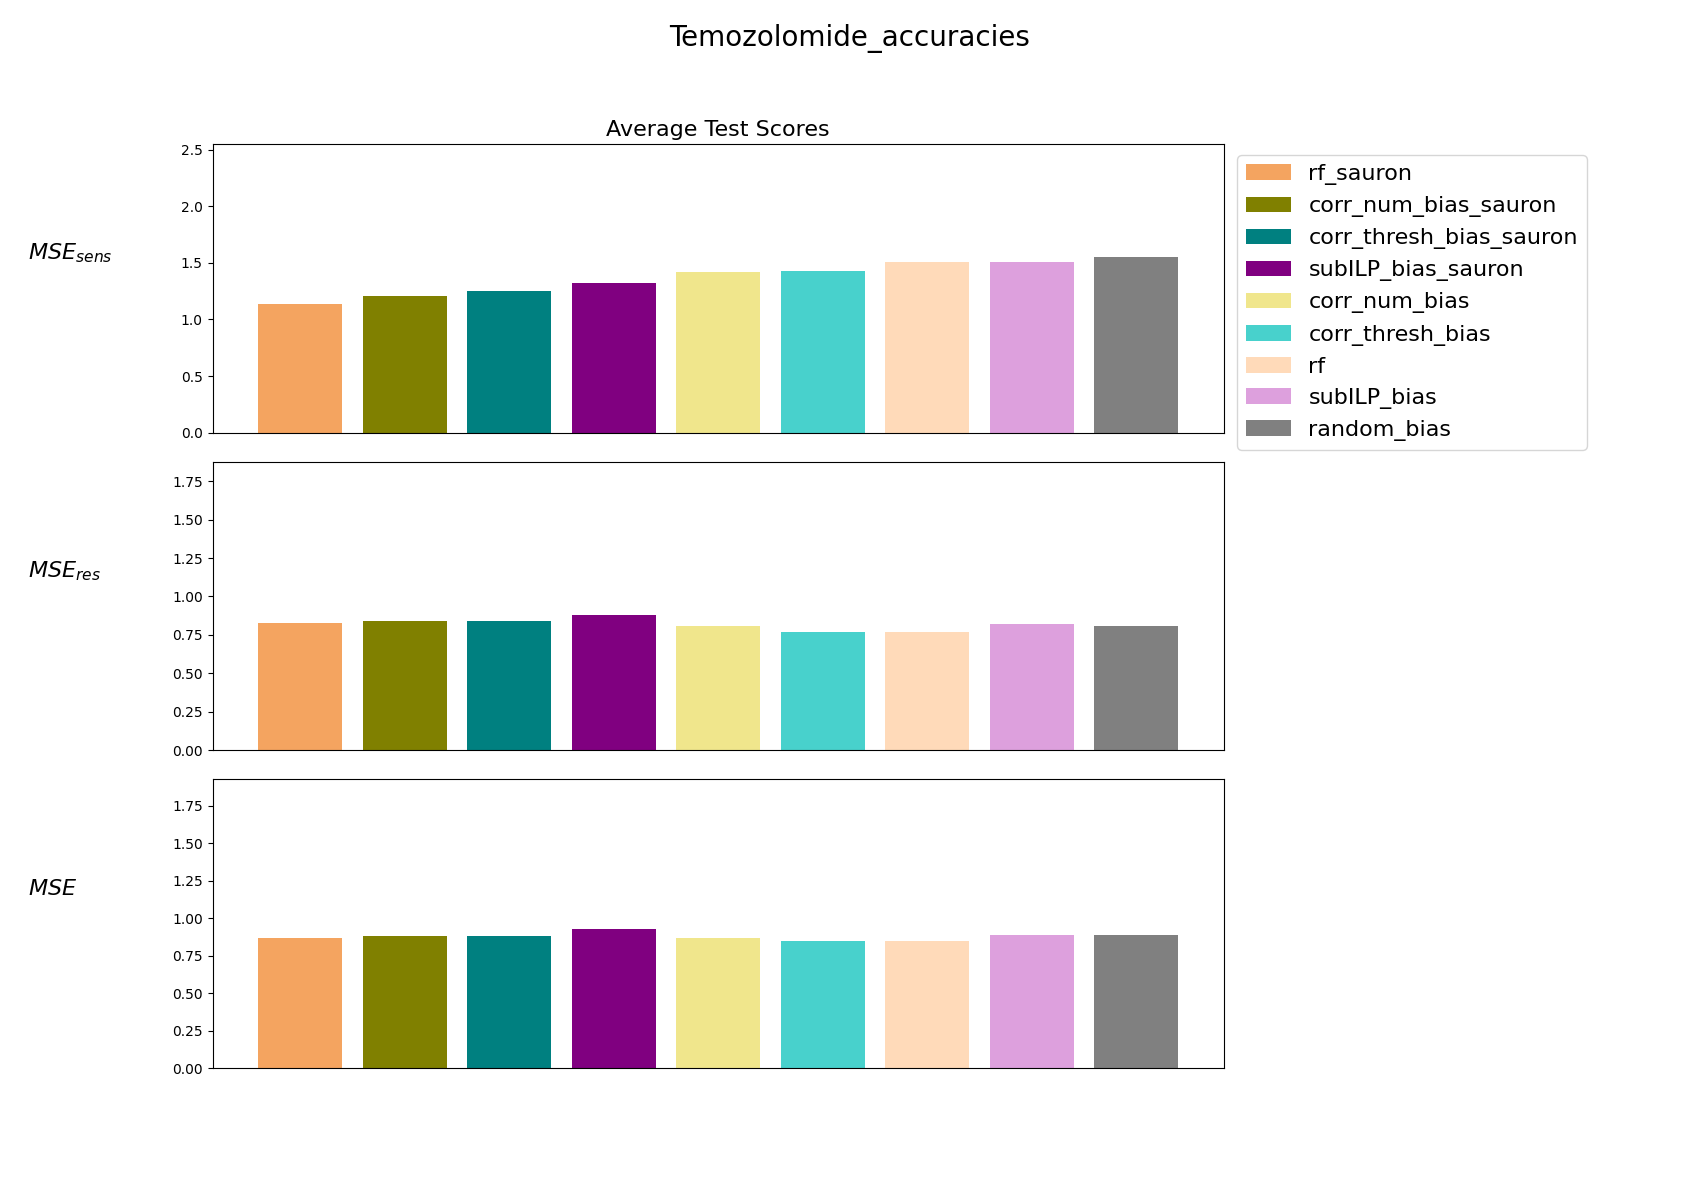 Temozolomide_accuracies
Average Test Scores
MSE_sens
2.5
2.0
1.5
1.0
0.5
0.0
rf_sauron
corr_num_bias_sauron
corr_thresh_bias_sauron
subILP_bias_sauron
corr_num_bias
corr_thresh_bias
rf
subILP_bias
random_bias
MSE_res
1.75
1.50
1.25
1.00
0.75
0.50
0.25
0.00
MSE
1.75
1.50
1.25
1.00
0.75
0.50
0.25
0.00